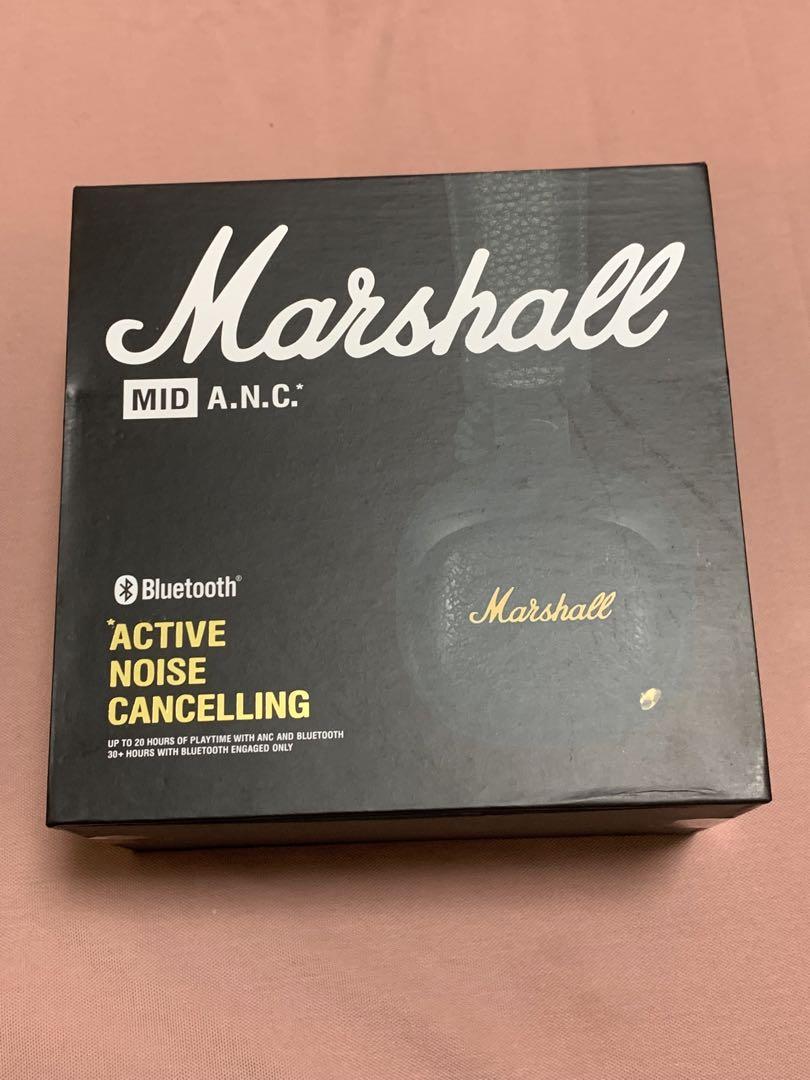 Marshall
MID A.N.C.*
Bluetooth®
Marshall
*ACTIVE
NOISE
CANCELLING
UP TO 20 HOURS OF PLAYTIME WITH ANC AND BLUETOOTH
30+ HOURS WITH BLUETOOTH ENGAGED ONLY